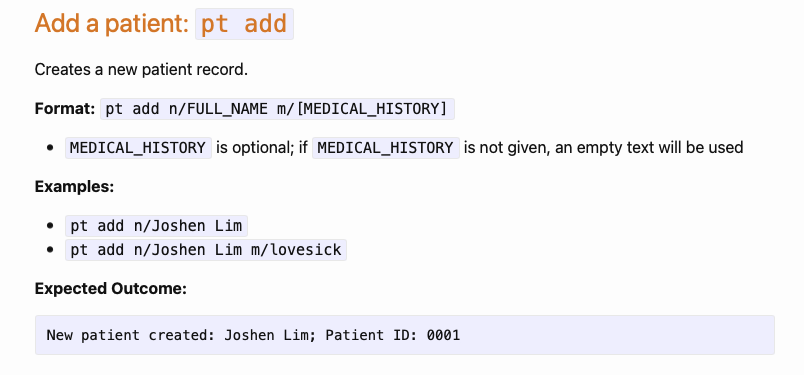 Add a patient: pt add
Creates a new patient record.
Format: pt add n/FULL_NAME m/[MEDICAL_HISTORY]
• MEDICAL_HISTORY is optional; if MEDICAL_HISTORY is not given, an empty text will be used
Examples:
• pt add n/Joshen Lim
• pt add n/Joshen Lim m/lovesick
Expected Outcome:
New patient created: Joshen Lim; Patient ID: 0001